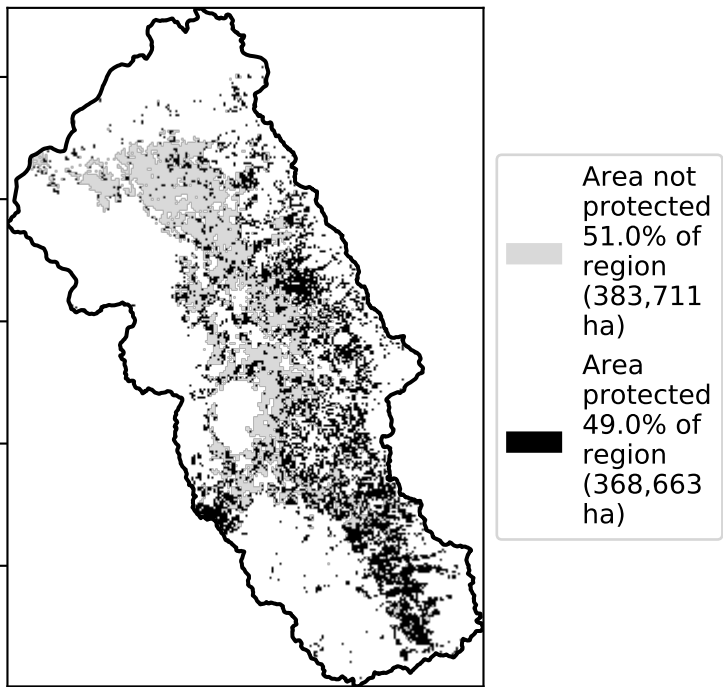 Area not
protected
51.0% of
region
(383,711
ha)
Area
protected
49.0% of
region
(368,663
ha)